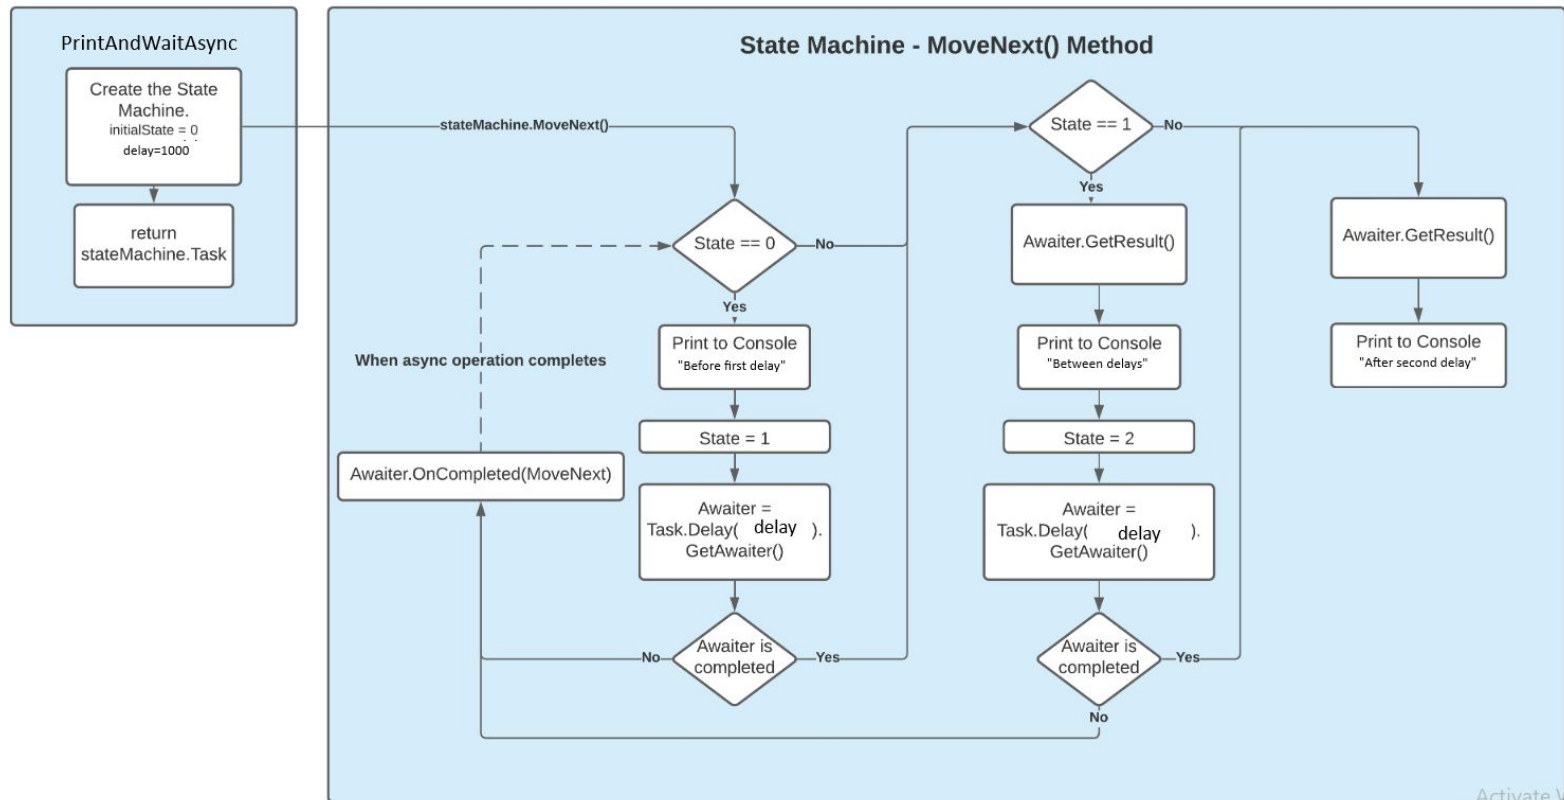 PrintAndWaitAsync
Create the State
Machine.
initialState = 0
delay=1000
return
stateMachine.Task
State Machine - MoveNext() Method
stateMachine.MoveNext()
State == 0
No
Yes
Print to Console
"Before first delay"
State = 1
Awaiter =
Task.Delay( delay ).
GetAwaiter()
Awaiter is
completed
No
Yes
When async operation completes
Awaiter.OnCompleted(MoveNext)
State == 1
No
Yes
Awaiter.GetResult()
Print to Console
"Between delays"
State = 2
Awaiter =
Task.Delay( delay ).
GetAwaiter()
Awaiter is
completed
Yes
No
Awaiter.GetResult()
Print to Console
"After second delay"
Activate